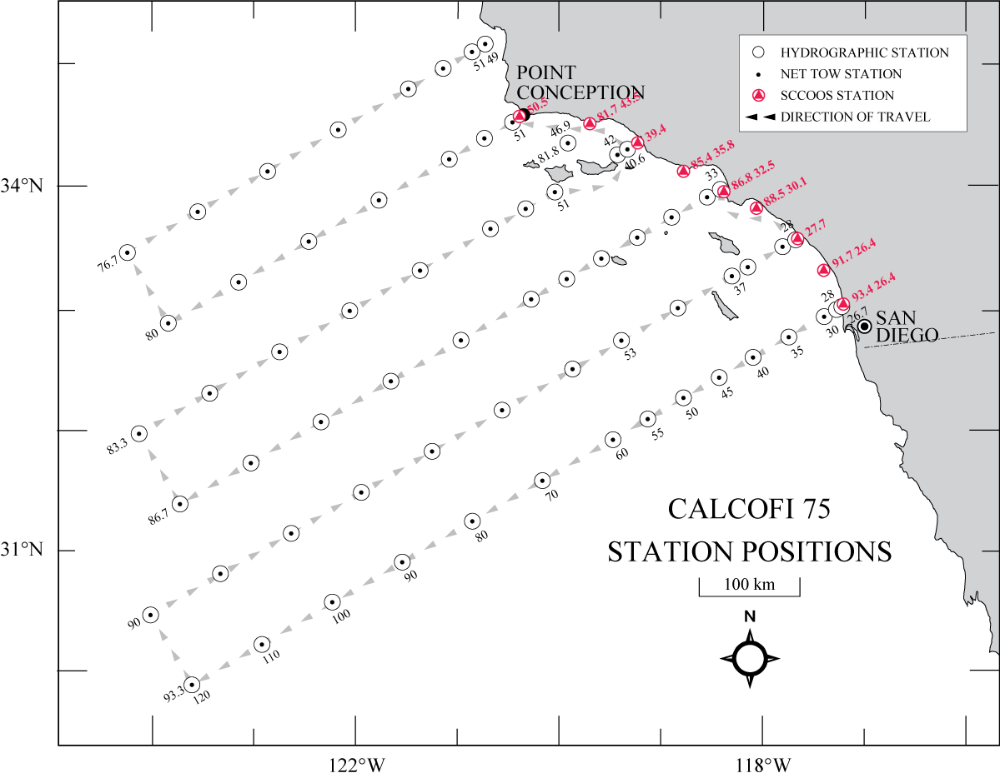 HYDROGRAPHIC STATION
NET TOW STATION
SCCOOS STATION
DIRECTION OF TRAVEL
51 49
POINT
CONCEPTION
50.5
81.7 43.5
51
46.9
81.8
42
39.4
40.6
85.4 35.8
33
86.8 32.5
88.5 30.1
51
34°N
28
27.7
76.7
91.7 26.4
37
28
93.4 26.4
26.7
30
SAN
DIEGO
80
35
53
40
45
50
83.3
55
60
70
86.7
80
CALCOFI 75
STATION POSITIONS
31°N
90
100 km
90
100
N
110
93.3
120
122°W
118°W